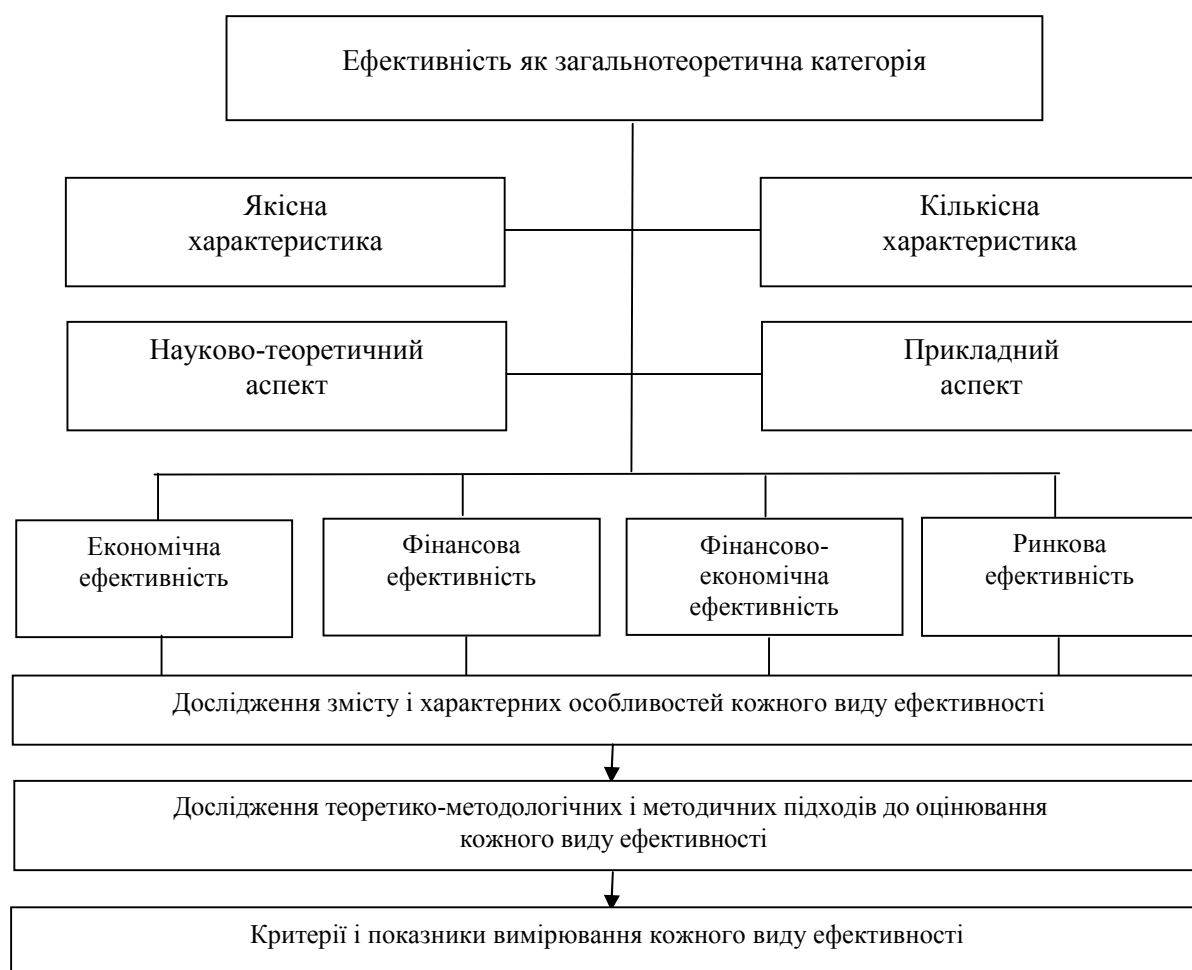 Ефективність як загальнотеоретична категорія
Якісна
характеристика
Кількісна
характеристика
Науково-теоретичний
аспект
Прикладний
аспект
Економічна
ефективність
Фінансова
ефективність
Фінансово-
економічна
ефективність
Ринкова
ефективність
Дослідження змісту і характерних особливостей кожного виду ефективності
Дослідження теоретико-методологічних і методичних підходів до оцінювання
кожного виду ефективності
Критерії і показники вимірювання кожного виду ефективності